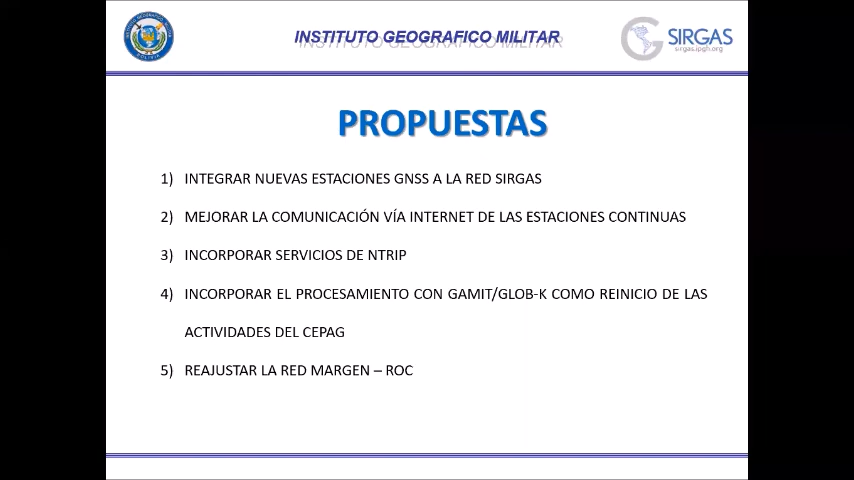 INSTITUTO GEOGRAFICO MILITAR
SIRGAS
sirgas.ipgh.org
PROPUESTAS
1) INTEGRAR NUEVAS ESTACIONES GNSS A LA RED SIRGAS
2) MEJORAR LA COMUNICACIÓN VÍA INTERNET DE LAS ESTACIONES CONTINUAS
3) INCORPORAR SERVICIOS DE NTRIP
4) INCORPORAR EL PROCESAMIENTO CON GAMIT/GLOB-K COMO REINICIO DE LAS
ACTIVIDADES DEL CEPAG
5) REAJUSTAR LA RED MARGEN – ROC